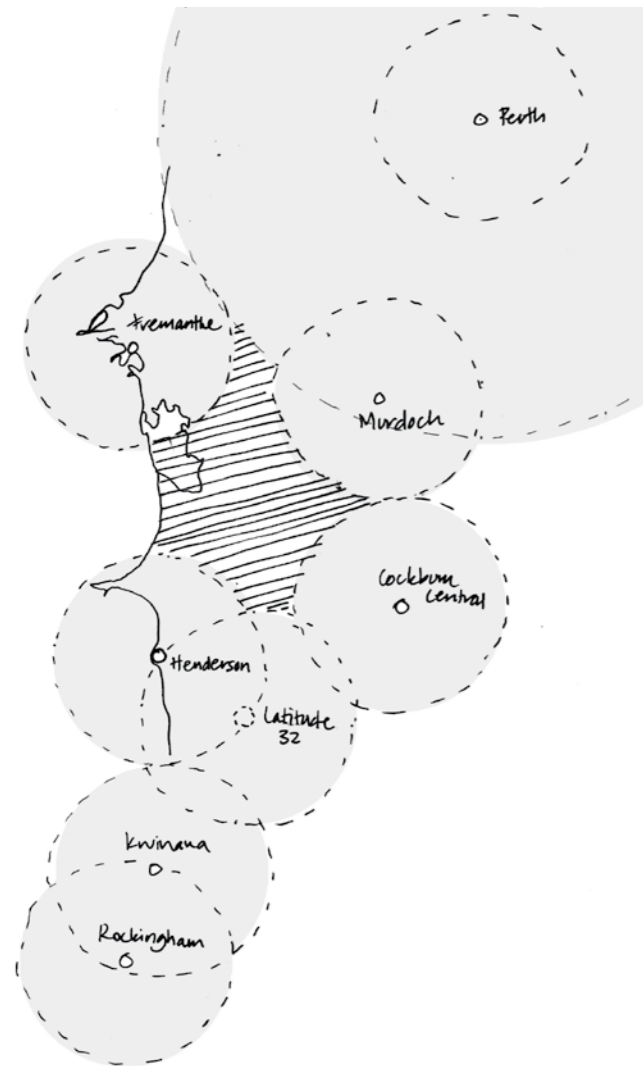 Perth
Fremantle
Murdoch
Cockburn
Central
Henderson
Latitude
32
Kwinana
Rockingham